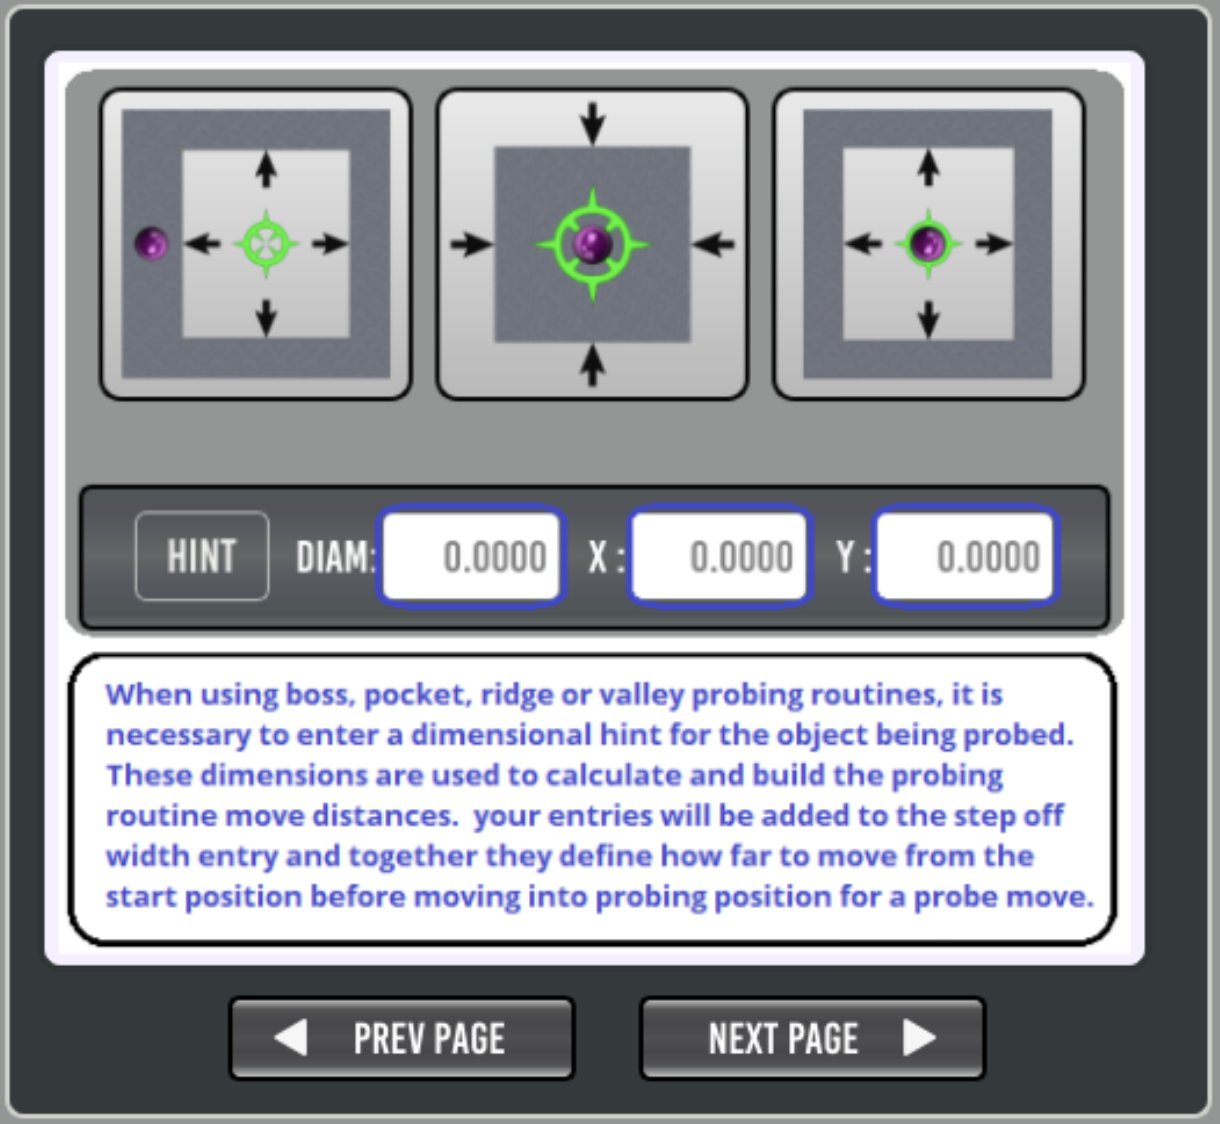 HINT DIAM: 0.0000 X : 0.0000 Y : 0.0000
When using boss, pocket, ridge or valley probing routines, it is
necessary to enter a dimensional hint for the object being probed.
These dimensions are used to calculate and build the probing
routine move distances.  your entries will be added to the step off
width entry and together they define how far to move from the
start position before moving into probing position for a probe move.
PREV PAGE NEXT PAGE